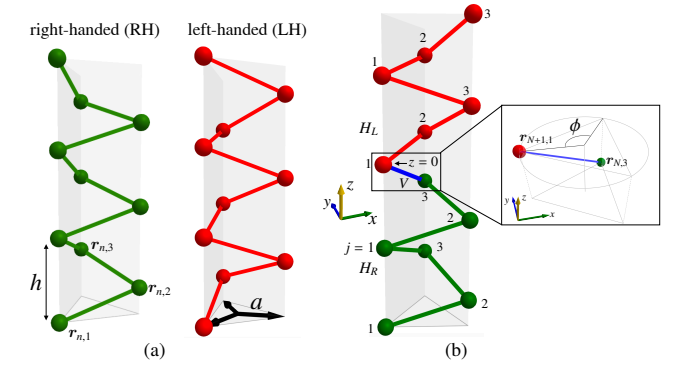 right-handed (RH)
left-handed (LH)
h
r_{n,3}
r_{n,2}
r_{n,1}
a
(a)
3
2
1
3
H_L
2
1
z = 0
V
3
2
j = 1
3
H_R
2
1
z
y
x
(b)
ϕ
r_{N+1,1}
r_{N,3}
y
z
x